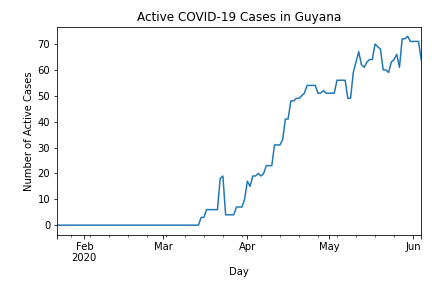 Active COVID-19 Cases in Guyana
Number of Active Cases
70
60
50
40
30
20
10
0
Feb
2020
Mar
Apr
May
Jun
Day